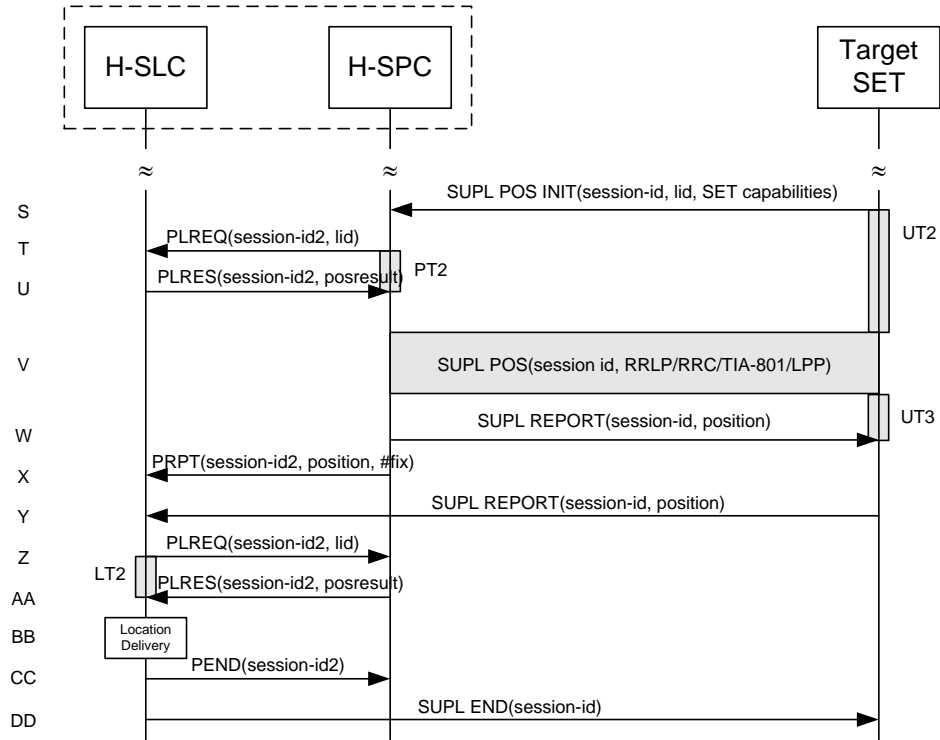 H-SLC
H-SPC
Target
SET
≈ ≈ ≈
S
SUPL POS INIT(session-id, lid, SET capabilities)
UT2
T
PLREQ(session-id2, lid)
PT2
U
PLRES(session-id2, posresult)
V
SUPL POS(session id, RRLP/RRC/TIA-801/LPP)
UT3
W
SUPL REPORT(session-id, position)
X
PRPT(session-id2, position, #fix)
Y
SUPL REPORT(session-id, position)
Z
PLREQ(session-id2, lid)
LT2
AA
PLRES(session-id2, posresult)
BB
Location
Delivery
CC
PEND(session-id2)
DD
SUPL END(session-id)